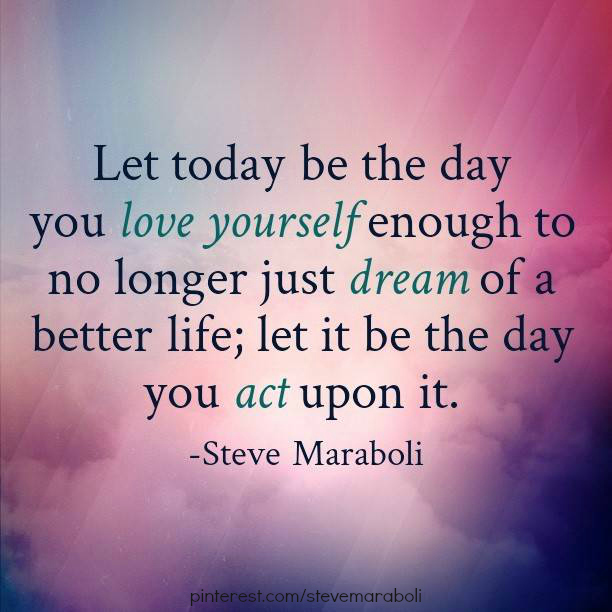 Let today be the day
you love yourself enough to
no longer just dream of a
better life; let it be the day
you act upon it.
-Steve Maraboli
pinterest.com/stevemaraboli